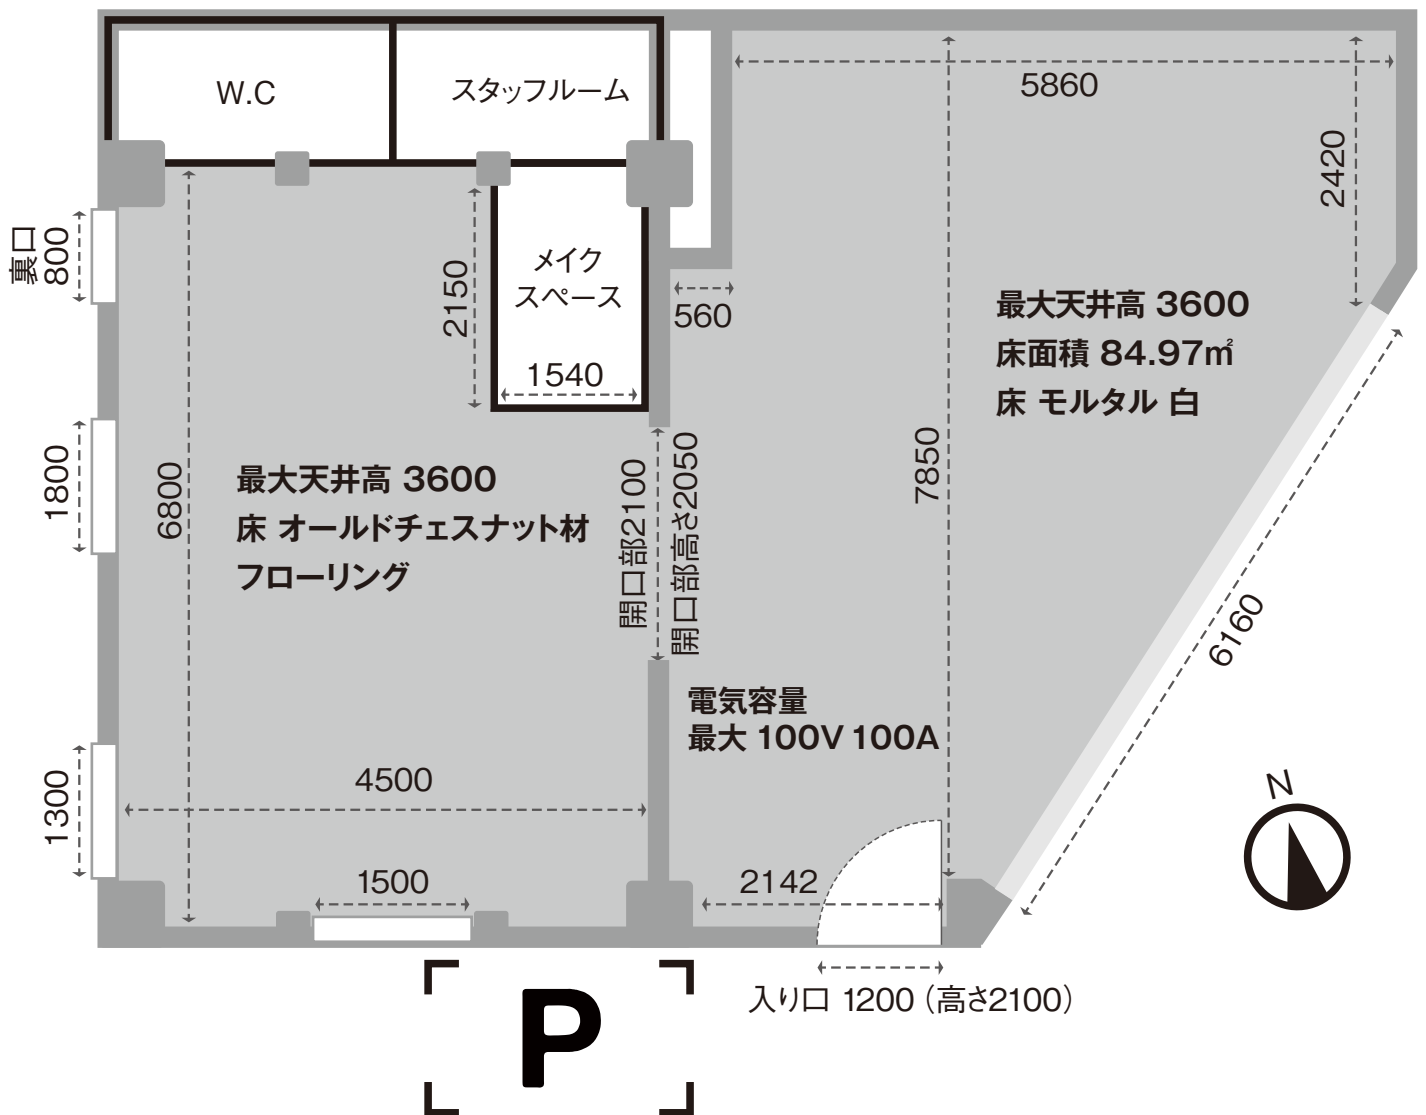 W.C
スタッフルーム
5860
2420
裏口
800
2150
メイク
スペース
1540
560
最大天井高 3600
床面積 84.97㎡
床 モルタル 白
1800
6800
最大天井高 3600
床 オールドチェスナット材
フローリング
開口部2100
開口部高さ2050
7850
6160
電気容量
最大 100V 100A
1300
4500
1500
2142
N
入り口 1200（高さ2100）
P